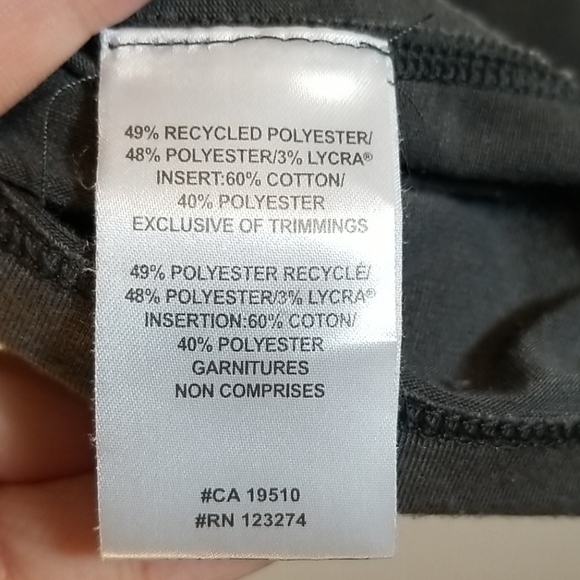 49% RECYCLED POLYESTER/
48% POLYESTER/3% LYCRA®
INSERT:60% COTTON/
40% POLYESTER
EXCLUSIVE OF TRIMMINGS
49% POLYESTER RECYCLÉ/
48% POLYESTER/3% LYCRA®
INSERTION:60% COTON/
40% POLYESTER
GARNITURES
NON COMPRISES
#CA 19510
#RN 123274